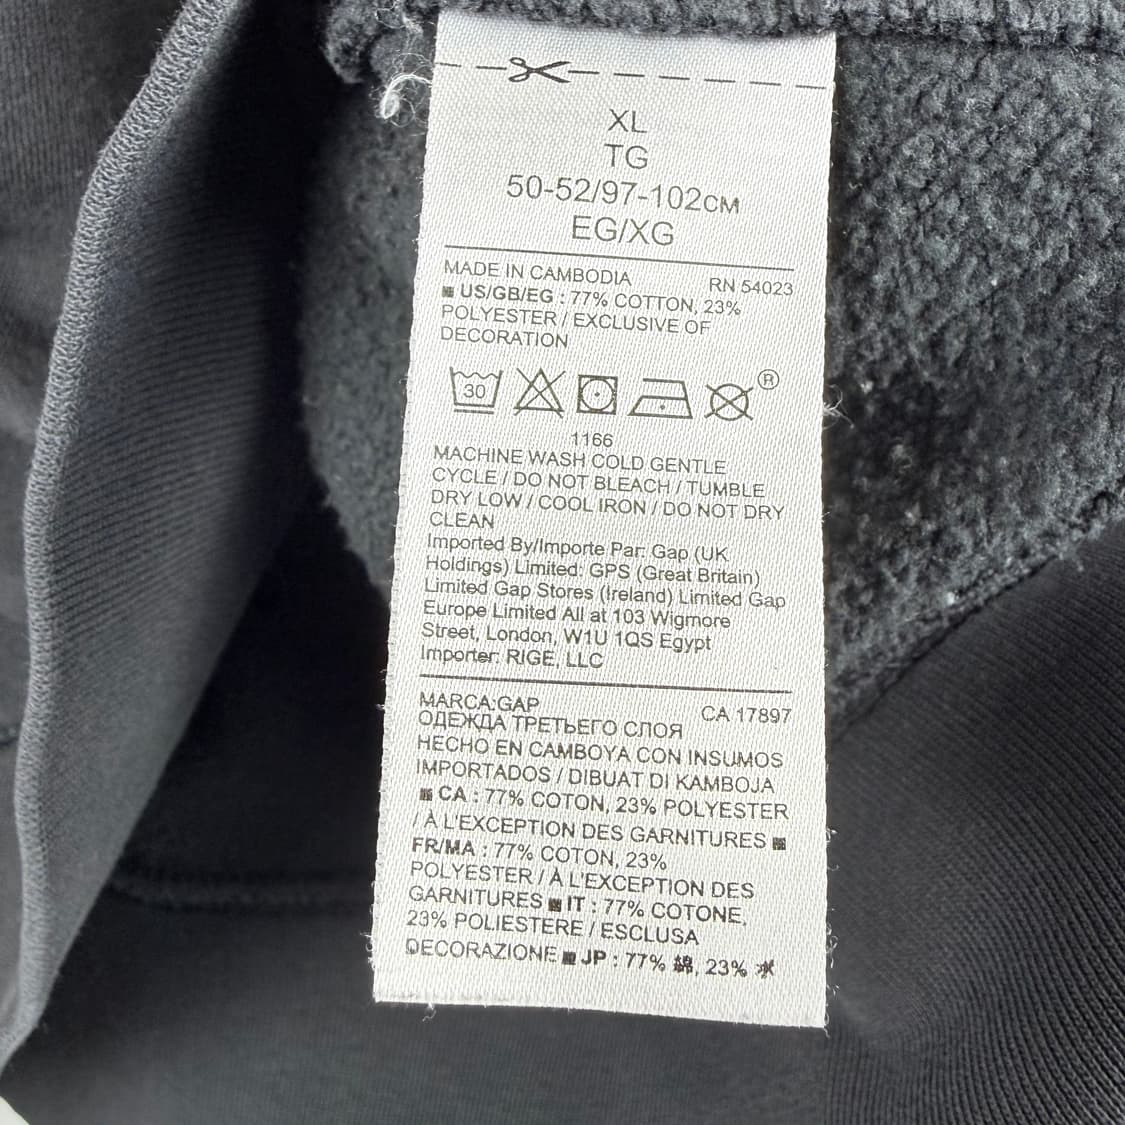 XL
TG
50-52/97-102СМ
EG/XG
MADE IN CAMBODIA RN 54023
US/GB/EG : 77% COTTON, 23%
POLYESTER / EXCLUSIVE OF
DECORATION
30
®
1166
MACHINE WASH COLD GENTLE
CYCLE / DO NOT BLEACH / TUMBLE
DRY LOW / COOL IRON / DO NOT DRY
CLEAN
Imported By/Importe Par: Gap (UK
Holdings) Limited: GPS (Great Britain)
Limited Gap Stores (Ireland) Limited Gap
Europe Limited All at 103 Wigmore
Street, London, W1U 1QS Egypt
Importer: RIGE, LLC
MARCA:GAP CA 17897
ОДЕЖДА ТРЕТЬЕГО СЛОЯ
HECHO EN CAMBOYA CON INSUMOS
IMPORTADOS / DIBUAT DI KAMBOJA
■ CA : 77% COTON, 23% POLYESTER
/ À L'EXCEPTION DES GARNITURES ■
FR/MA : 77% COTON, 23%
POLYESTER / À L'EXCEPTION DES
GARNITURES ■ IT : 77% COTONE,
23% POLIESTERE / ESCLUSA
DECORAZIONE ■ JP : 77% 綿, 23%